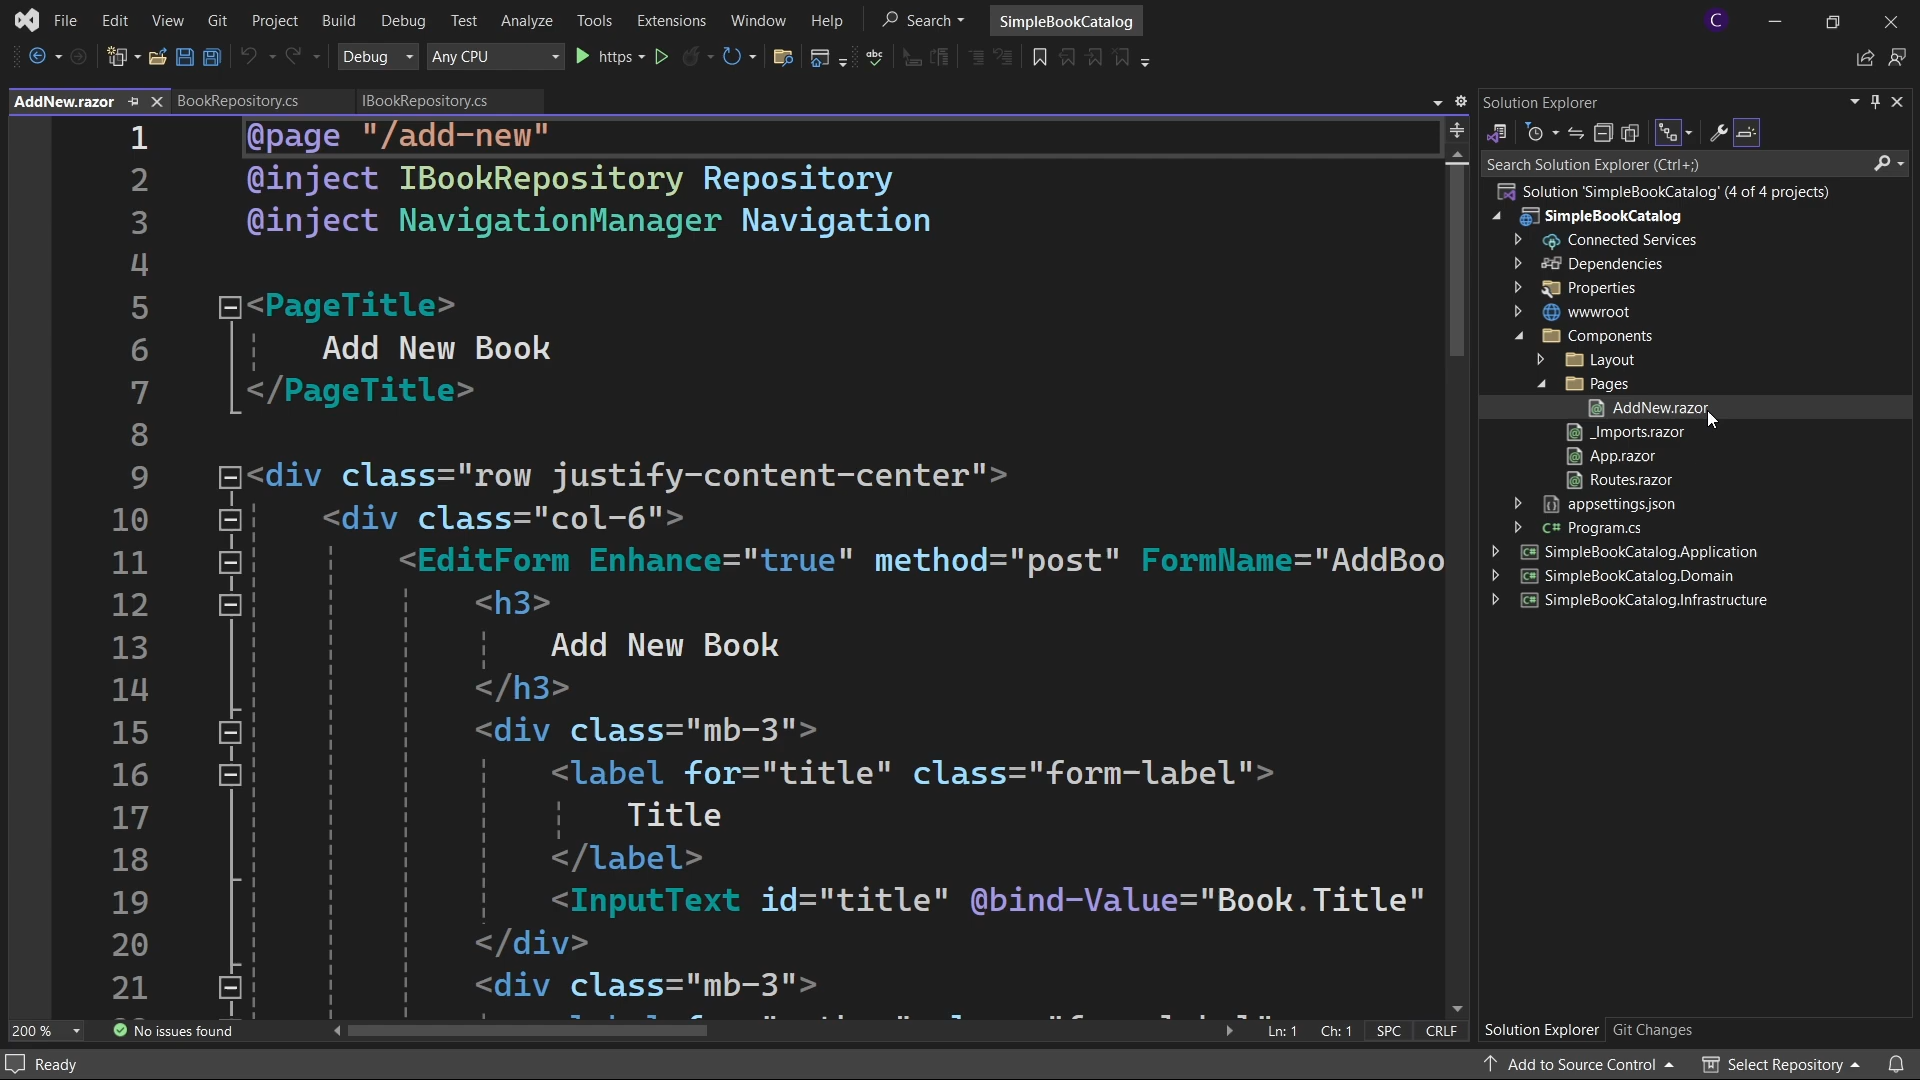 File Edit View Git Project Build Debug Test Analyze Tools Extensions Window Help Search SimpleBookCatalog C
Debug Any CPU https abc
AddNew.razor BookRepository.cs IBookRepository.cs
1 @page "/add-new"
2 @inject IBookRepository Repository
3 @inject NavigationManager Navigation
4
5 <PageTitle>
6 Add New Book
7 </PageTitle>
8
9 <div class="row justify-content-center">
10 <div class="col-6">
11 <EditForm Enhance="true" method="post" FormName="AddBoo
12 <h3>
13 Add New Book
14 </h3>
15 <div class="mb-3">
16 <label for="title" class="form-label">
17 Title
18 </label>
19 <InputText id="title" @bind-Value="Book.Title"
20 </div>
21 <div class="mb-3">
200 % No issues found Ln: 1 Ch: 1 SPC CRLF
Solution Explorer
Search Solution Explorer (Ctrl+;)
Solution 'SimpleBookCatalog' (4 of 4 projects)
SimpleBookCatalog
Connected Services
Dependencies
Properties
wwwroot
Components
Layout
Pages
AddNew.razor
_Imports.razor
App.razor
Routes.razor
appsettings.json
C# Program.cs
C# SimpleBookCatalog.Application
C# SimpleBookCatalog.Domain
C# SimpleBookCatalog.Infrastructure
Solution Explorer Git Changes
Ready Add to Source Control Select Repository